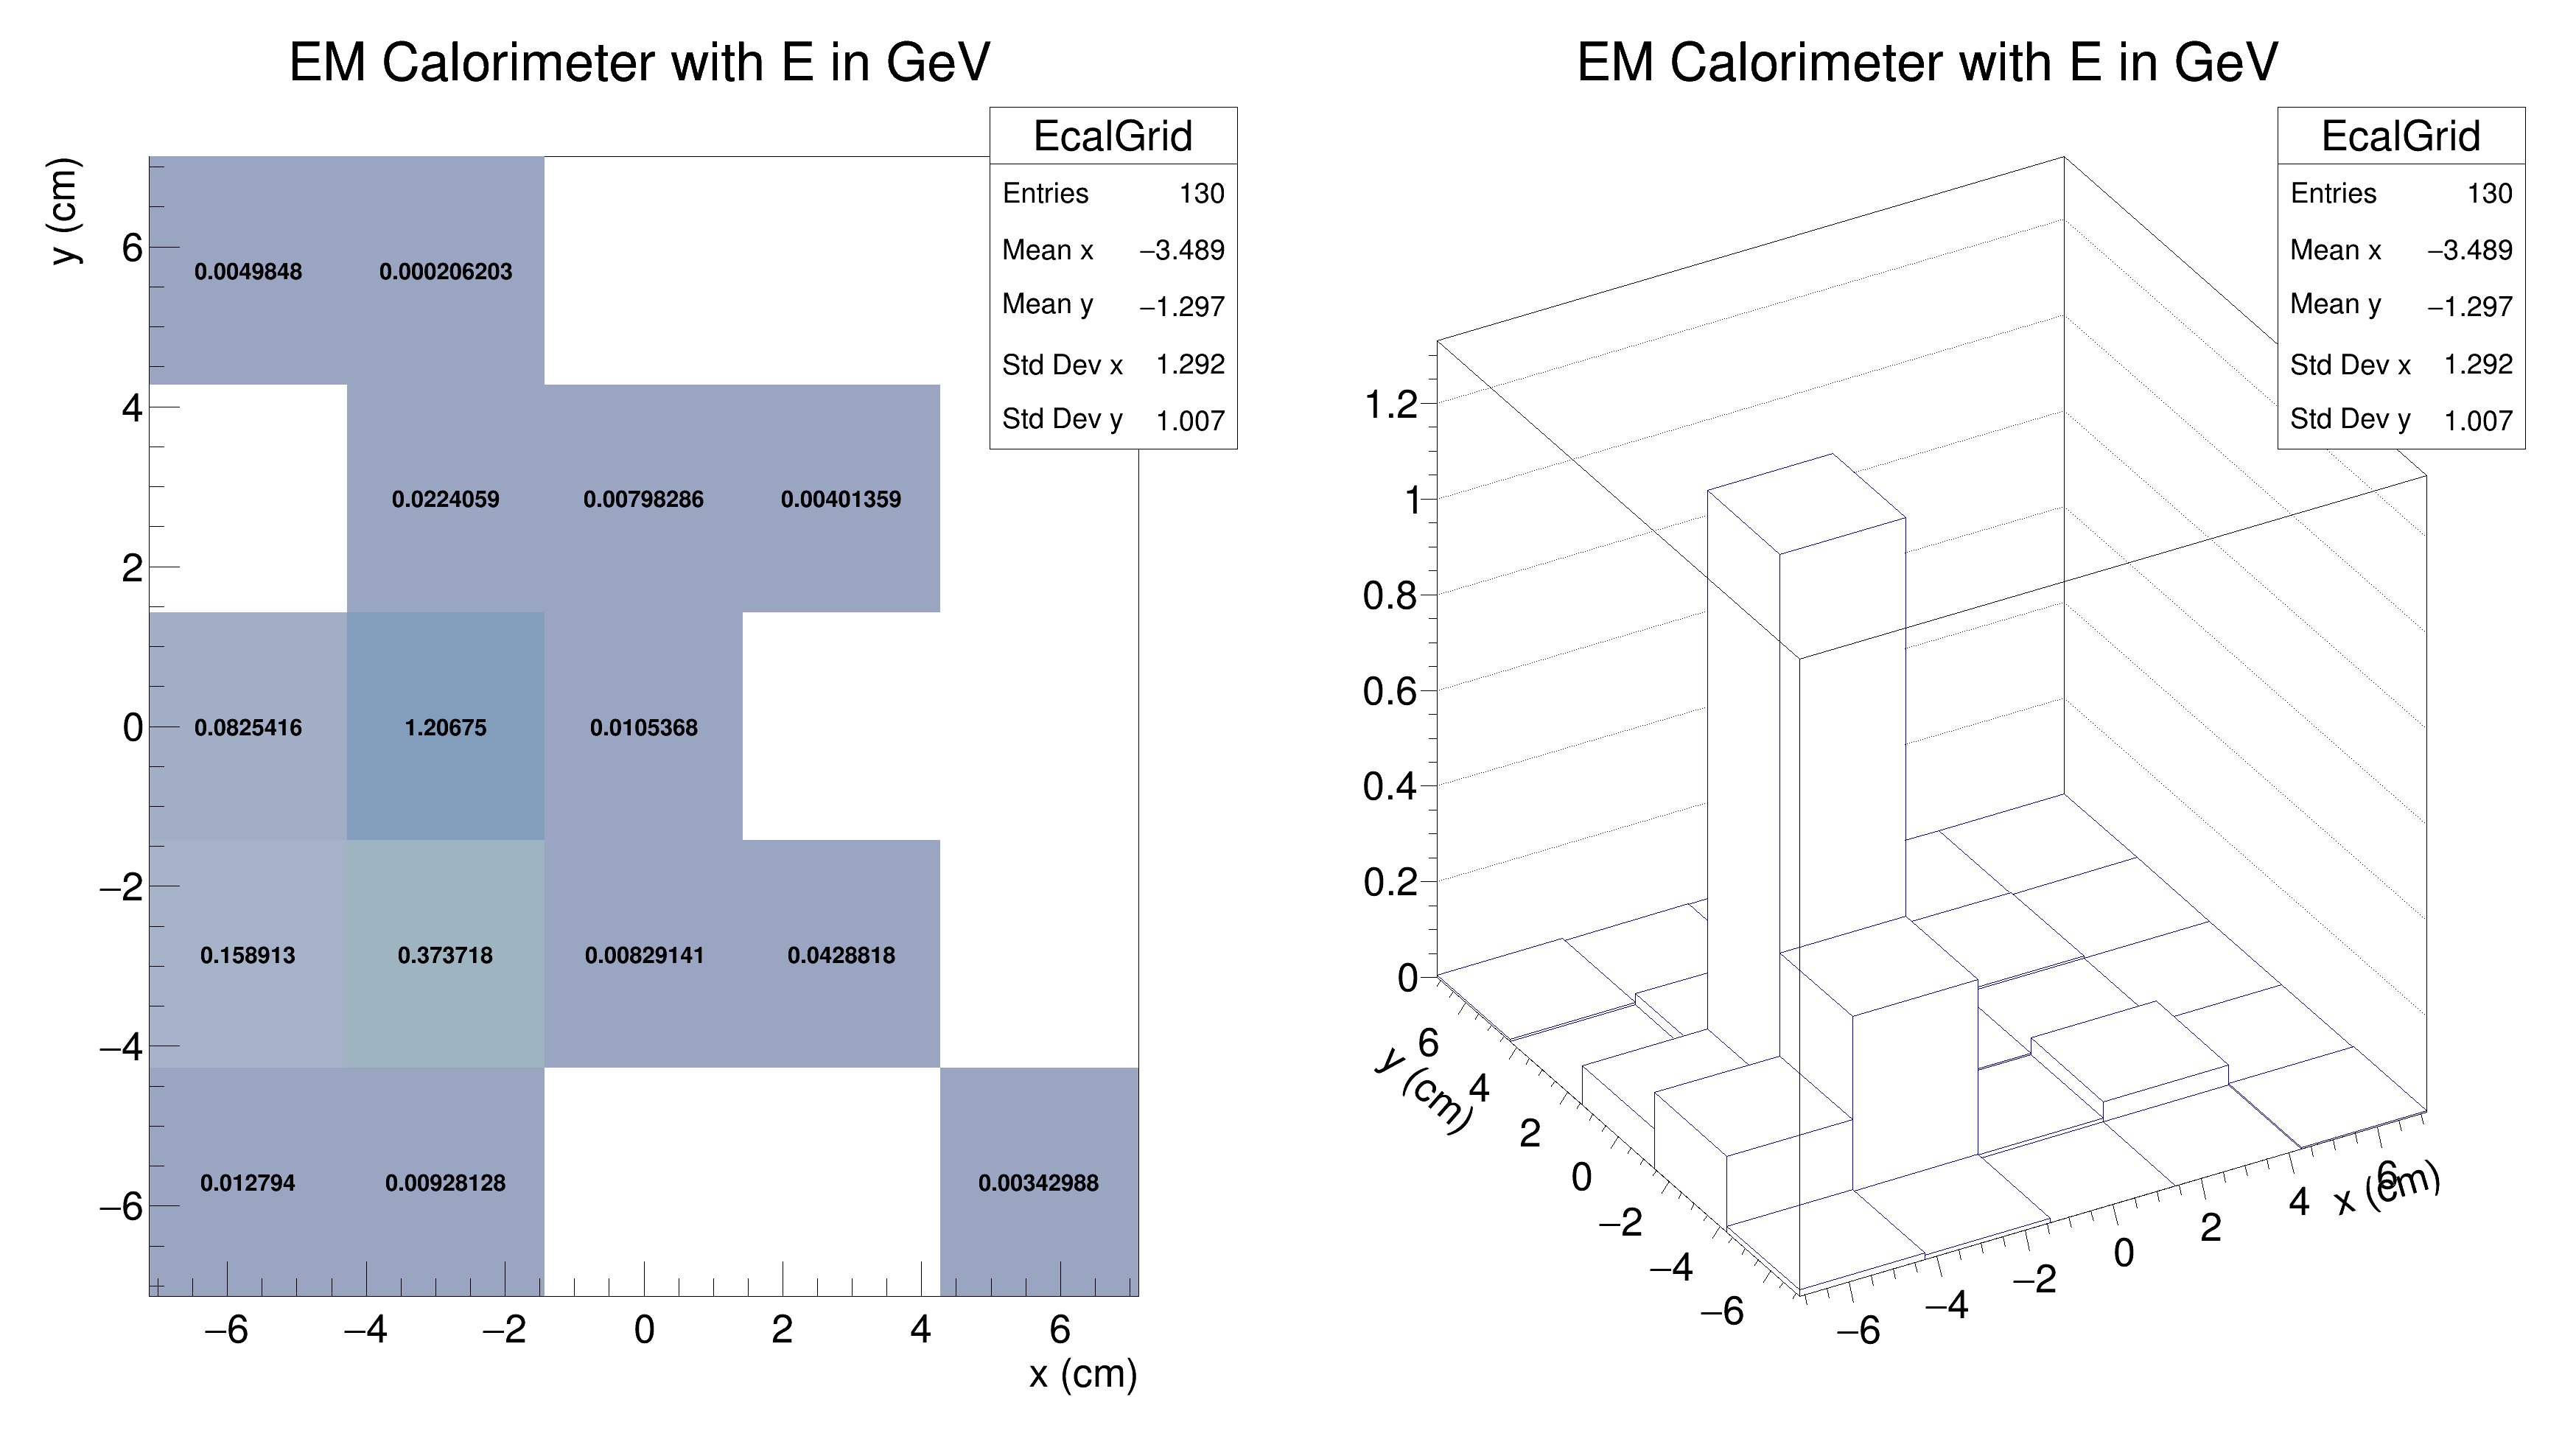 EM Calorimeter with E in GeV
EcalGrid
Entries 130
Mean x −3.489
Mean y −1.297
Std Dev x 1.292
Std Dev y 1.007
y (cm)
6
4
2
0
−2
−4
−6
0.0049848 0.000206203
0.0224059 0.00798286 0.00401359
0.0825416 1.20675 0.0105368
0.158913 0.373718 0.00829141 0.0428818
0.012794 0.00928128 0.00342988
−6 −4 −2 0 2 4 6
x (cm)
EM Calorimeter with E in GeV
EcalGrid
Entries 130
Mean x −3.489
Mean y −1.297
Std Dev x 1.292
Std Dev y 1.007
1.2
1
0.8
0.6
0.4
0.2
0
6
4
2
0
−2
−4
−6
y (cm)
−6
−4
−2
0
2
4
6
x (cm)